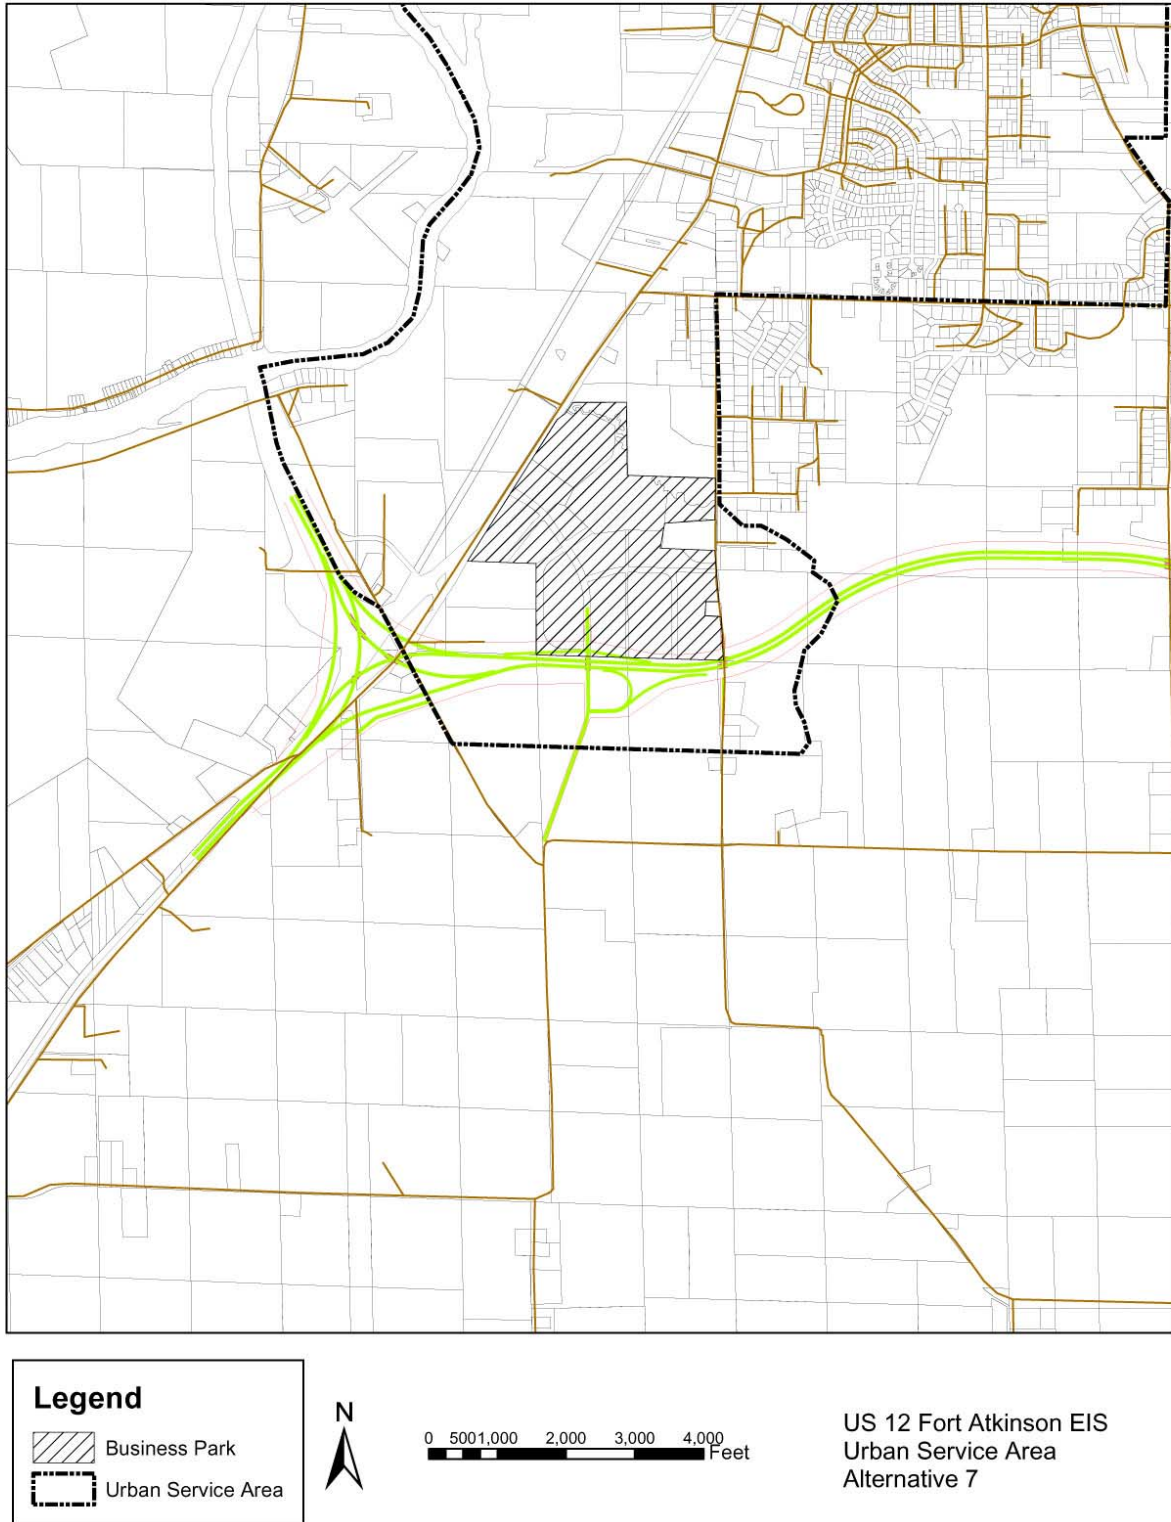 Legend
Business Park
Urban Service Area
N
0 500 1,000 2,000 3,000 4,000
Feet
US 12 Fort Atkinson EIS
Urban Service Area
Alternative 7